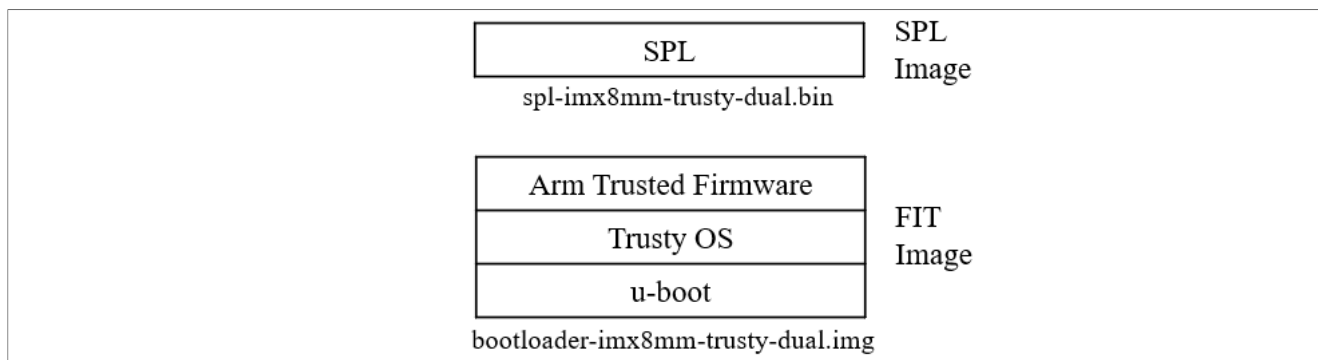 SPL
SPL
Image
spl-imx8mm-trusty-dual.bin
Arm Trusted Firmware
Trusty OS
FIT
Image
u-boot
bootloader-imx8mm-trusty-dual.img